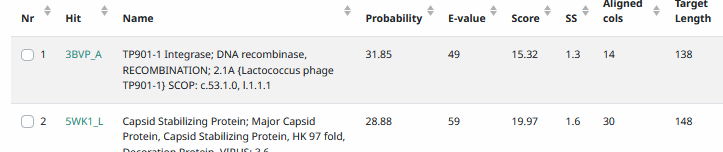 Nr Hit Name Probability E-value Score SS Aligned cols Target Length
1 3BVP_A TP901-1 Integrase; DNA recombinase, 31.85 49 15.32 1.3 14 138
RECOMBINATION; 2.1A {Lactococcus phage
TP901-1} SCOP: c.53.1.0, l.1.1.1
2 5WK1_L Capsid Stabilizing Protein; Major Capsid 28.88 59 19.97 1.6 30 148
Protein, Capsid Stabilizing Protein, HK 97 fold,
Decoration Protein, VIRUS; 3.6